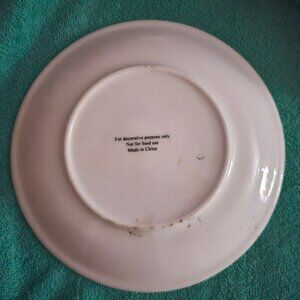 For decorative purpose only
Not for food use
Made in China